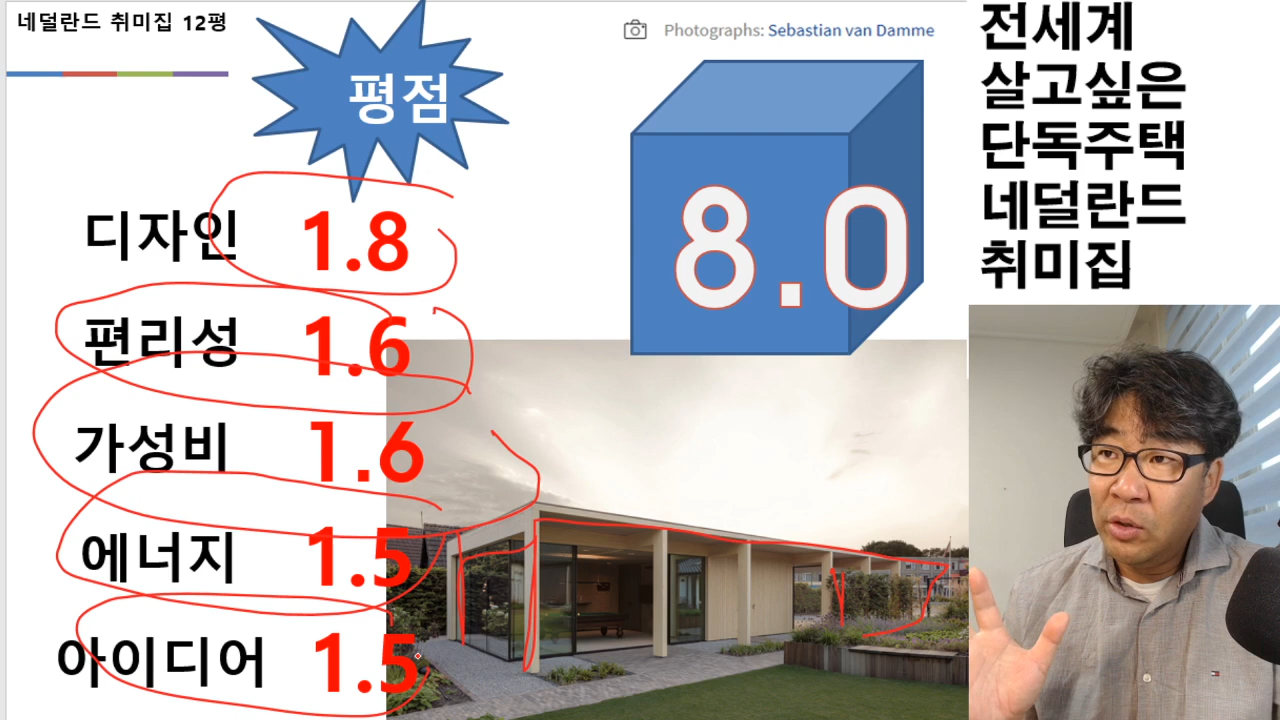 네덜란드 취미집 12평
평점
Photographs: Sebastian van Damme
8.0
디자인 1.8
편리성 1.6
가성비 1.6
에너지 1.5
아이디어 1.5
전세계
살고싶은
단독주택
네덜란드
취미집